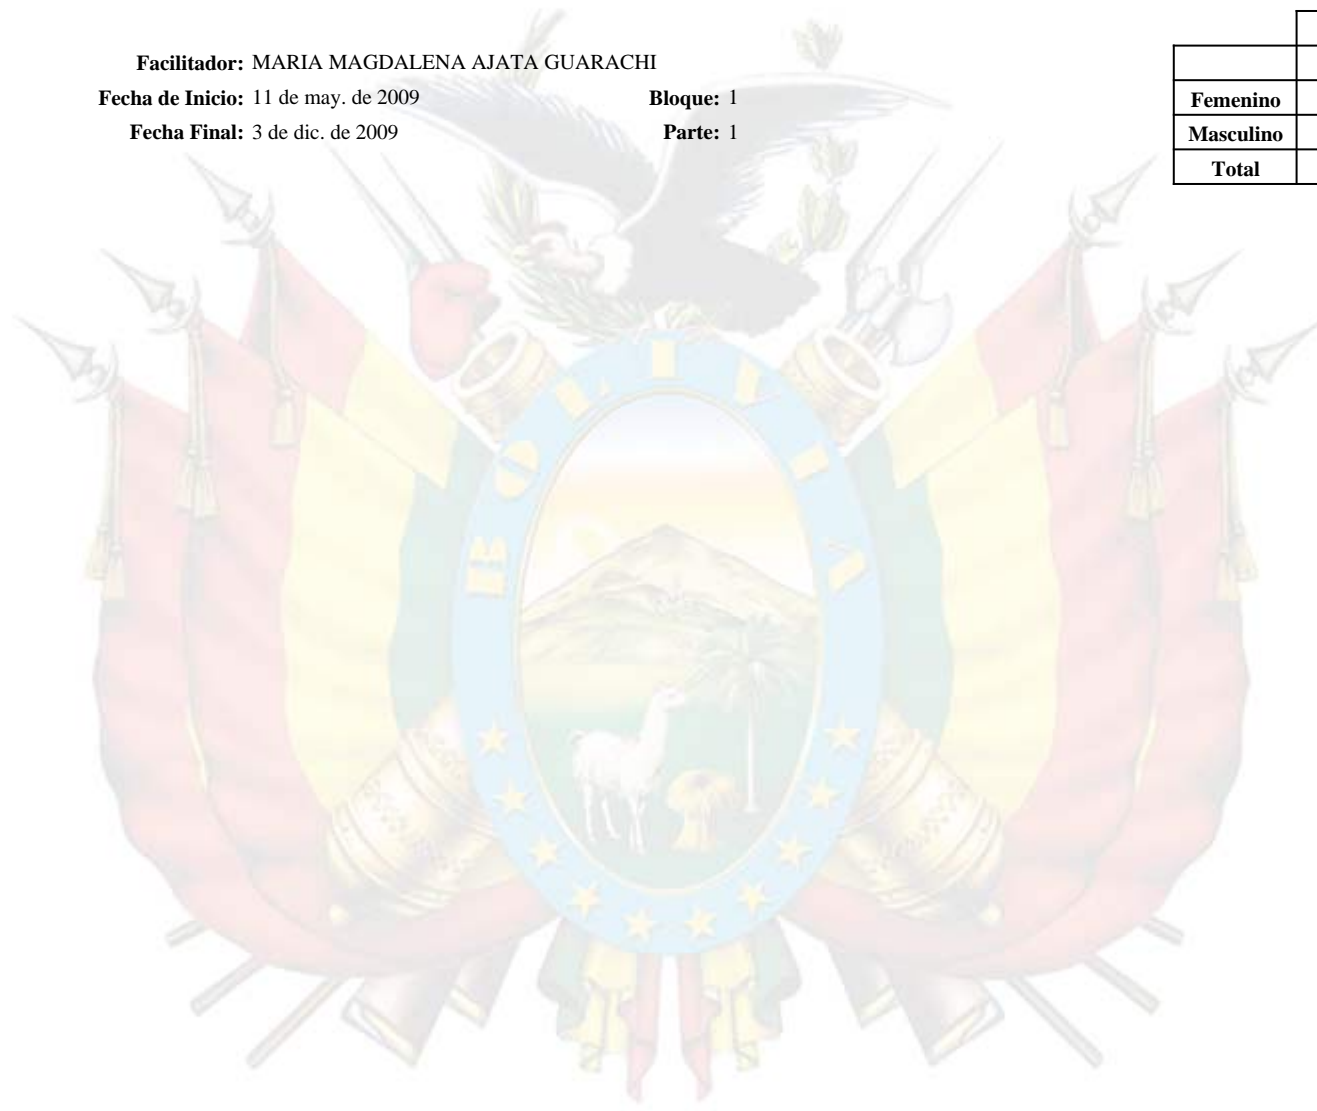 Facilitador: MARIA MAGDALENA AJATA GUARACHI
Fecha de Inicio: 11 de may. de 2009 Bloque: 1
Fecha Final: 3 de dic. de 2009 Parte: 1
Femenino
Masculino
Total
BOLIVIA